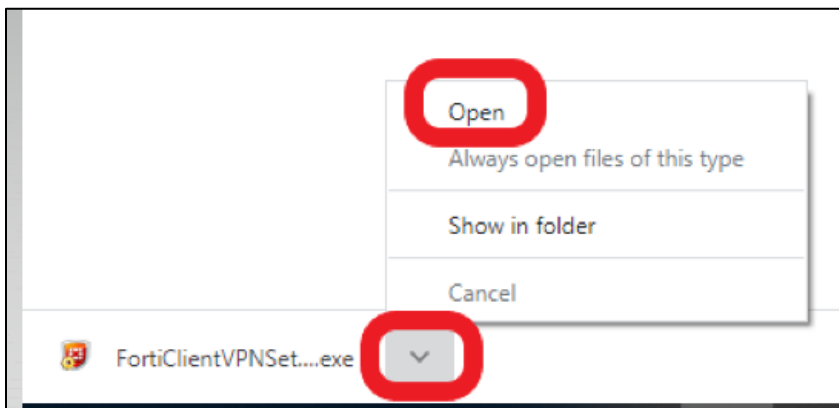 Open
Always open files of this type
Show in folder
Cancel
FortiClientVPNSet....exe